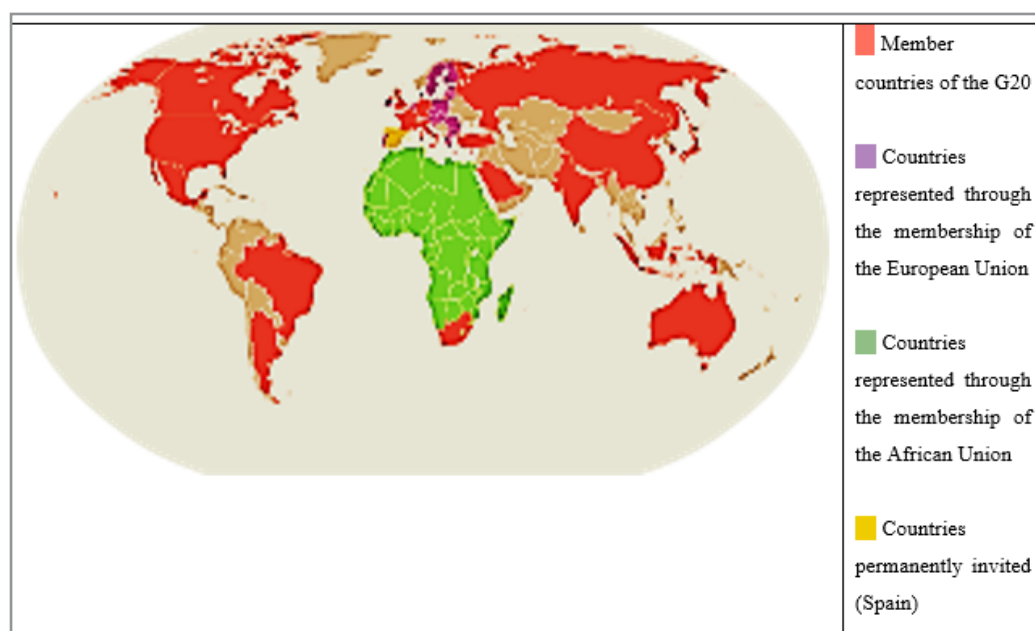 Member
countries of the G20
Countries
represented through
the membership of
the European Union
Countries
represented through
the membership of
the African Union
Countries
permanently invited
(Spain)